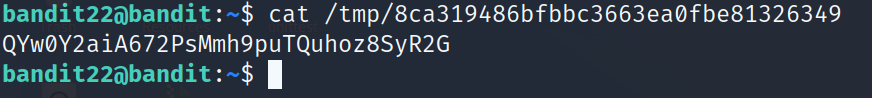 bandit22@bandit:~$ cat /tmp/8ca319486bfbbc3663ea0fbe81326349
QYw0Y2aiA672PsMmh9puTQuhoz8SyR2G
bandit22@bandit:~$